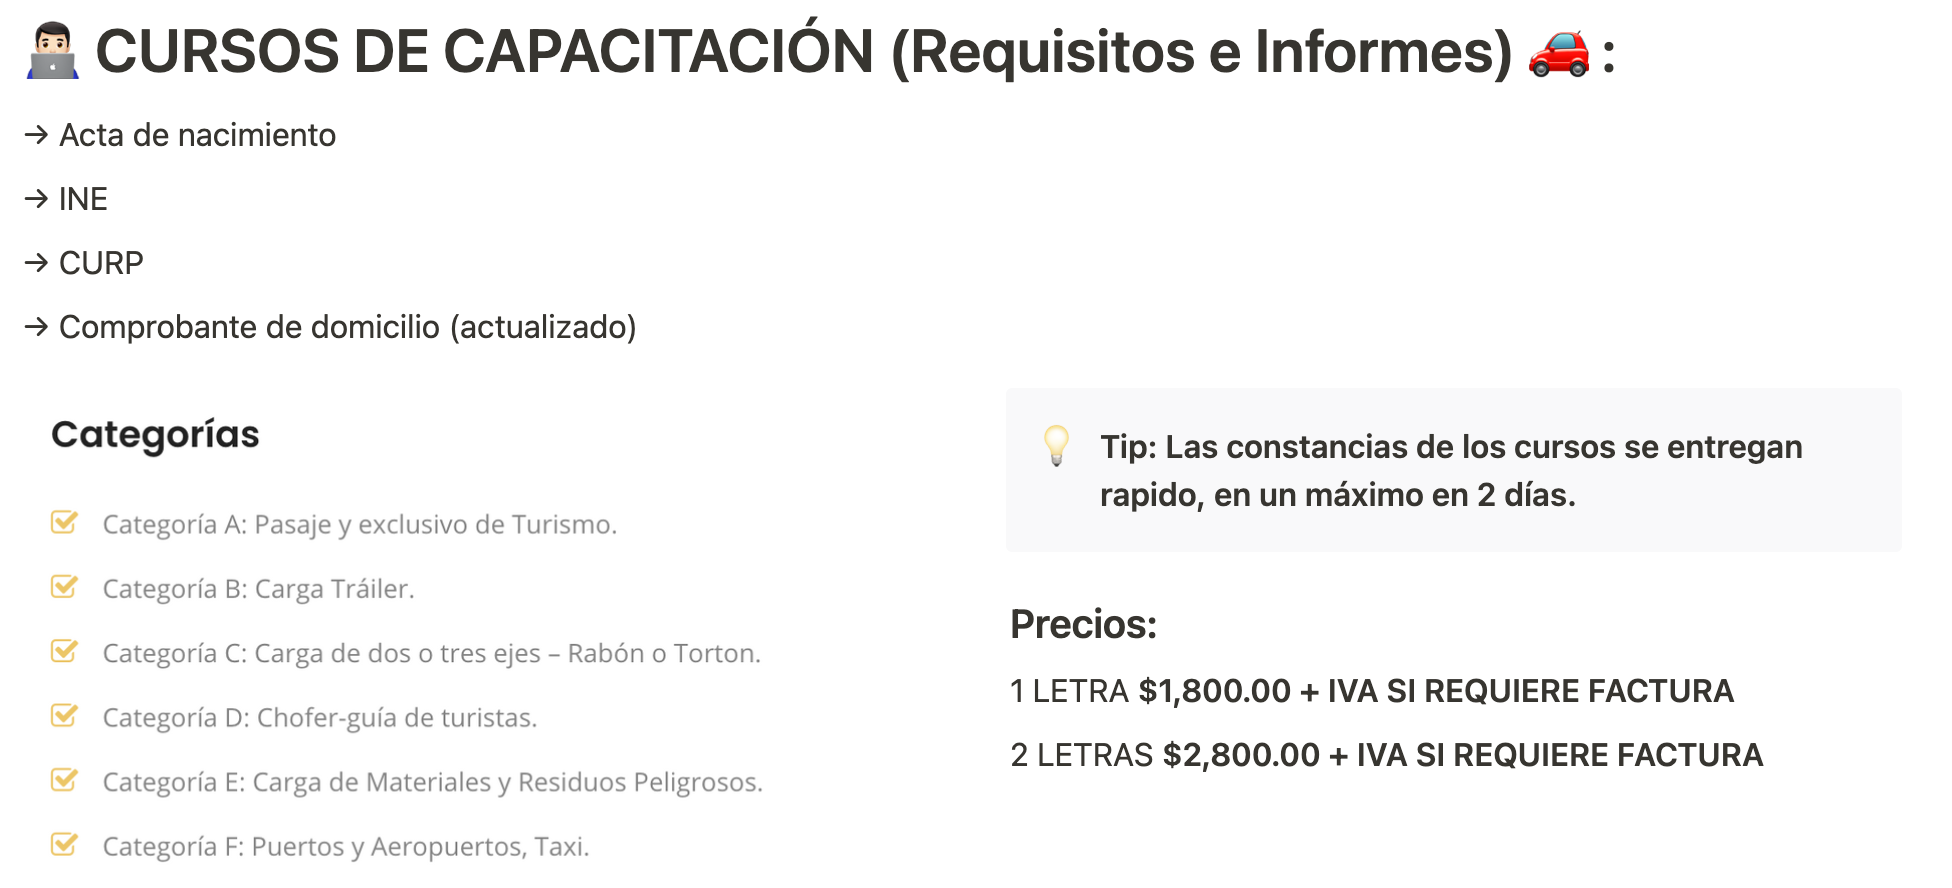 CURSOS DE CAPACITACIÓN (Requisitos e Informes) 🚗 :
→ Acta de nacimiento
→ INE
→ CURP
→ Comprobante de domicilio (actualizado)
Categorías
Categoría A: Pasaje y exclusivo de Turismo.
Categoría B: Carga Tráiler.
Categoría C: Carga de dos o tres ejes – Rabón o Torton.
Categoría D: Chofer-guía de turistas.
Categoría E: Carga de Materiales y Residuos Peligrosos.
Categoría F: Puertos y Aeropuertos, Taxi.
Tip: Las constancias de los cursos se entregan
rapido, en un máximo en 2 días.
Precios:
1 LETRA $1,800.00 + IVA SI REQUIERE FACTURA
2 LETRAS $2,800.00 + IVA SI REQUIERE FACTURA